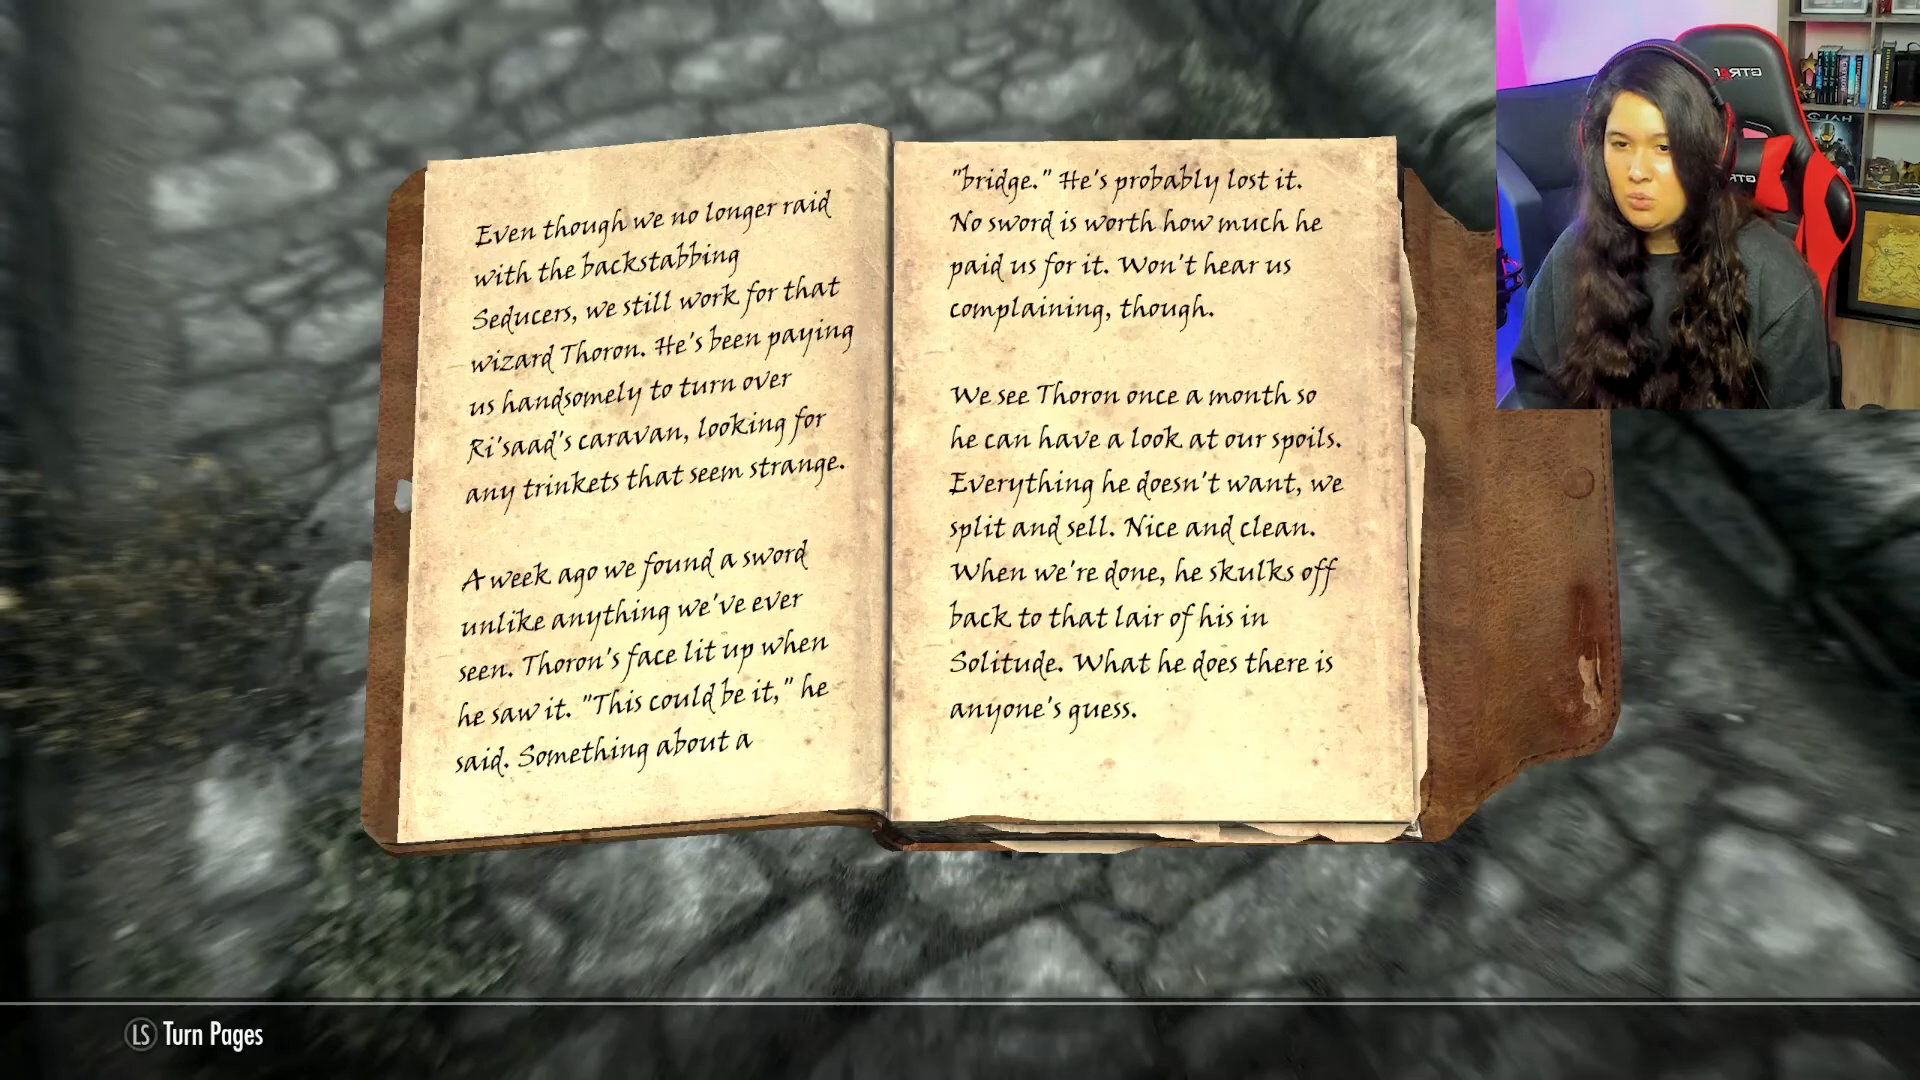 Even though we no longer raid
with the backstabbing
Seducers, we still work for that
wizard Thoron. He's been paying
us handsomely to turn over
Ri'saad's caravan, looking for
any trinkets that seem strange.
A week ago we found a sword
unlike anything we've ever
seen. Thoron's face lit up when
he saw it. "This could be it," he
said. Something about a
"bridge." He's probably lost it.
No sword is worth how much he
paid us for it. Won't hear us
complaining, though.
We see Thoron once a month so
he can have a look at our spoils.
Everything he doesn't want, we
split and sell. Nice and clean.
When we're done, he skulks off
back to that lair of his in
Solitude. What he does there is
anyone's guess.
GTR
HALO
LS Turn Pages